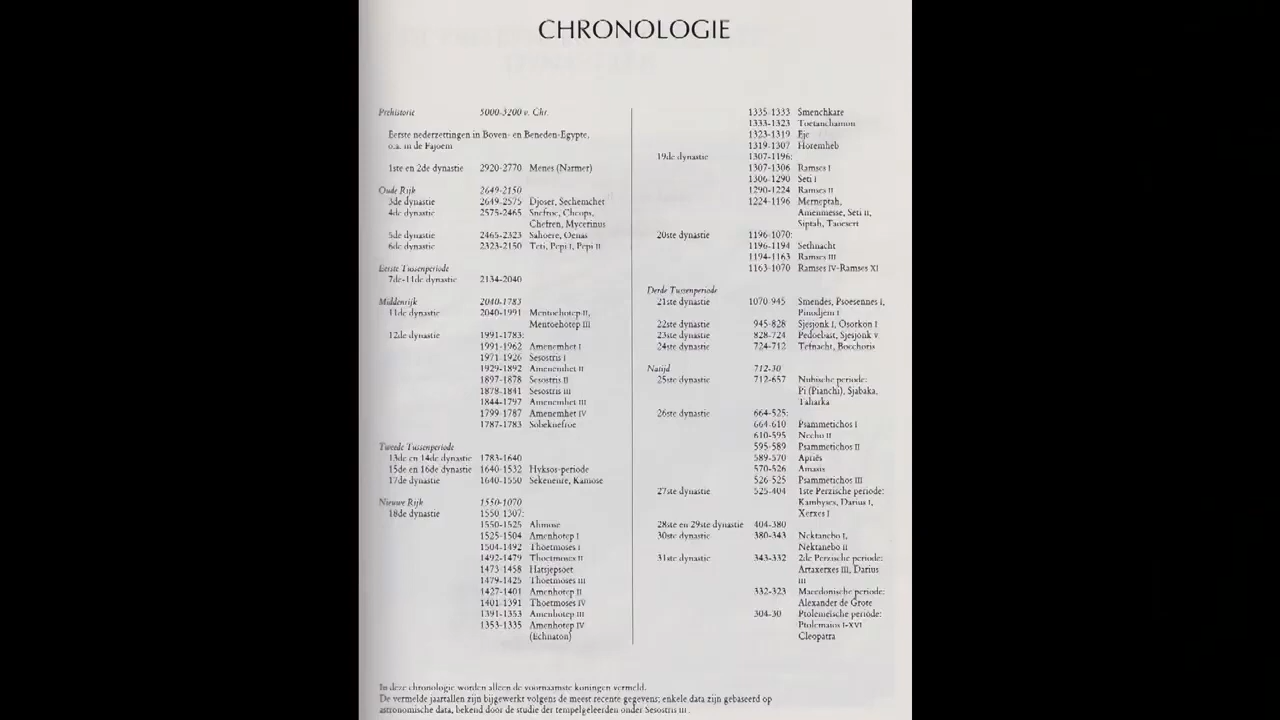 CHRONOLOGIE
Prehistorie 5000-3200 v. Chr.
Eerste nederzettingen in Boven- en Beneden-Egypte,
o.a. in de Fajoem
1ste en 2de dynastie 2920-2770 Menes (Narmer)
Oude Rijk 2649-2150
3de dynastie 2649-2575 Djoser, Sechemchet
4de dynastie 2575-2465 Snefroe, Cheops,
Chefren, Mycerinus
5de dynastie 2465-2323 Sahoere, Oenas
6de dynastie 2323-2150 Teti, Pepi I, Pepi II
Eerste Tussenperiode
7de-11de dynastie 2134-2040
Middenrijk 2040-1783
11de dynastie 2040-1991 Mentoehotep II,
Mentoehotep III
12de dynastie 1991-1783:
1991-1962 Amenemhet I
1971-1926 Sesostris I
1929-1892 Amenemhet II
1897-1878 Sesostris II
1878-1841 Sesostris III
1844-1797 Amenemhet III
1799-1787 Amenemhet IV
1787-1783 Sobeknefroe
Tweede Tussenperiode
13de en 14de dynastie 1783-1640
15de en 16de dynastie 1640-1532 Hyksos-periode
17de dynastie 1640-1550 Sekenenre, Kamose
Nieuwe Rijk 1550-1070
18de dynastie 1550-1307:
1550-1525 Ahmose
1525-1504 Amenhotep I
1504-1492 Thoetmoses I
1492-1479 Thoetmoses II
1473-1458 Hatsjepsoet
1479-1425 Thoetmoses III
1427-1401 Amenhotep II
1401-1391 Thoetmoses IV
1391-1353 Amenhotep III
1353-1335 Amenhotep IV
(Echnaton)
1335-1333 Smenchkare
1333-1323 Toetanchamon
1323-1319 Eje
1319-1307 Horemheb
19de dynastie 1307-1196:
1307-1306 Ramses I
1306-1290 Seti I
1290-1224 Ramses II
1224-1196 Merneptah,
Amenmesse, Seti II,
Siptah, Taoesert
20ste dynastie 1196-1070:
1196-1194 Sethnacht
1194-1163 Ramses III
1163-1070 Ramses IV-Ramses XI
Derde Tussenperiode
21ste dynastie 1070-945 Smendes, Psoesennes I,
Pinodjem I
22ste dynastie 945-828 Sjesjonk I, Osorkon I
23ste dynastie 828-724 Pedoebast, Sjesjonk V
24ste dynastie 724-712 Tefnacht, Bocchoris
Natijd 712-30
25ste dynastie 712-657 Nubische periode:
Pi (Pianchi), Sjabaka,
Taharka
26ste dynastie 664-525:
664-610 Psammetichos I
610-595 Necho II
595-589 Psammetichos II
589-570 Apriës
570-526 Amasis
526-525 Psammetichos III
27ste dynastie 525-404 1ste Perzische periode:
Kambyses, Darius I,
Xerxes I
28ste en 29ste dynastie 404-380
30ste dynastie 380-343 Nektanebo I,
Nektanebo II
31ste dynastie 343-332 2de Perzische periode:
Artaxerxes III, Darius
III
332-323 Macedonische periode:
Alexander de Grote
304-30 Ptolemeïsche periode:
Ptolemaios I-XVI
Cleopatra
In deze chronologie worden alleen de voornaamste koningen vermeld.
De vermelde jaartallen zijn bijgewerkt volgens de meest recente gegevens; enkele data zijn gebaseerd op
astronomische data, bekend door de studie der tempelgeleerden onder Sesostris III.